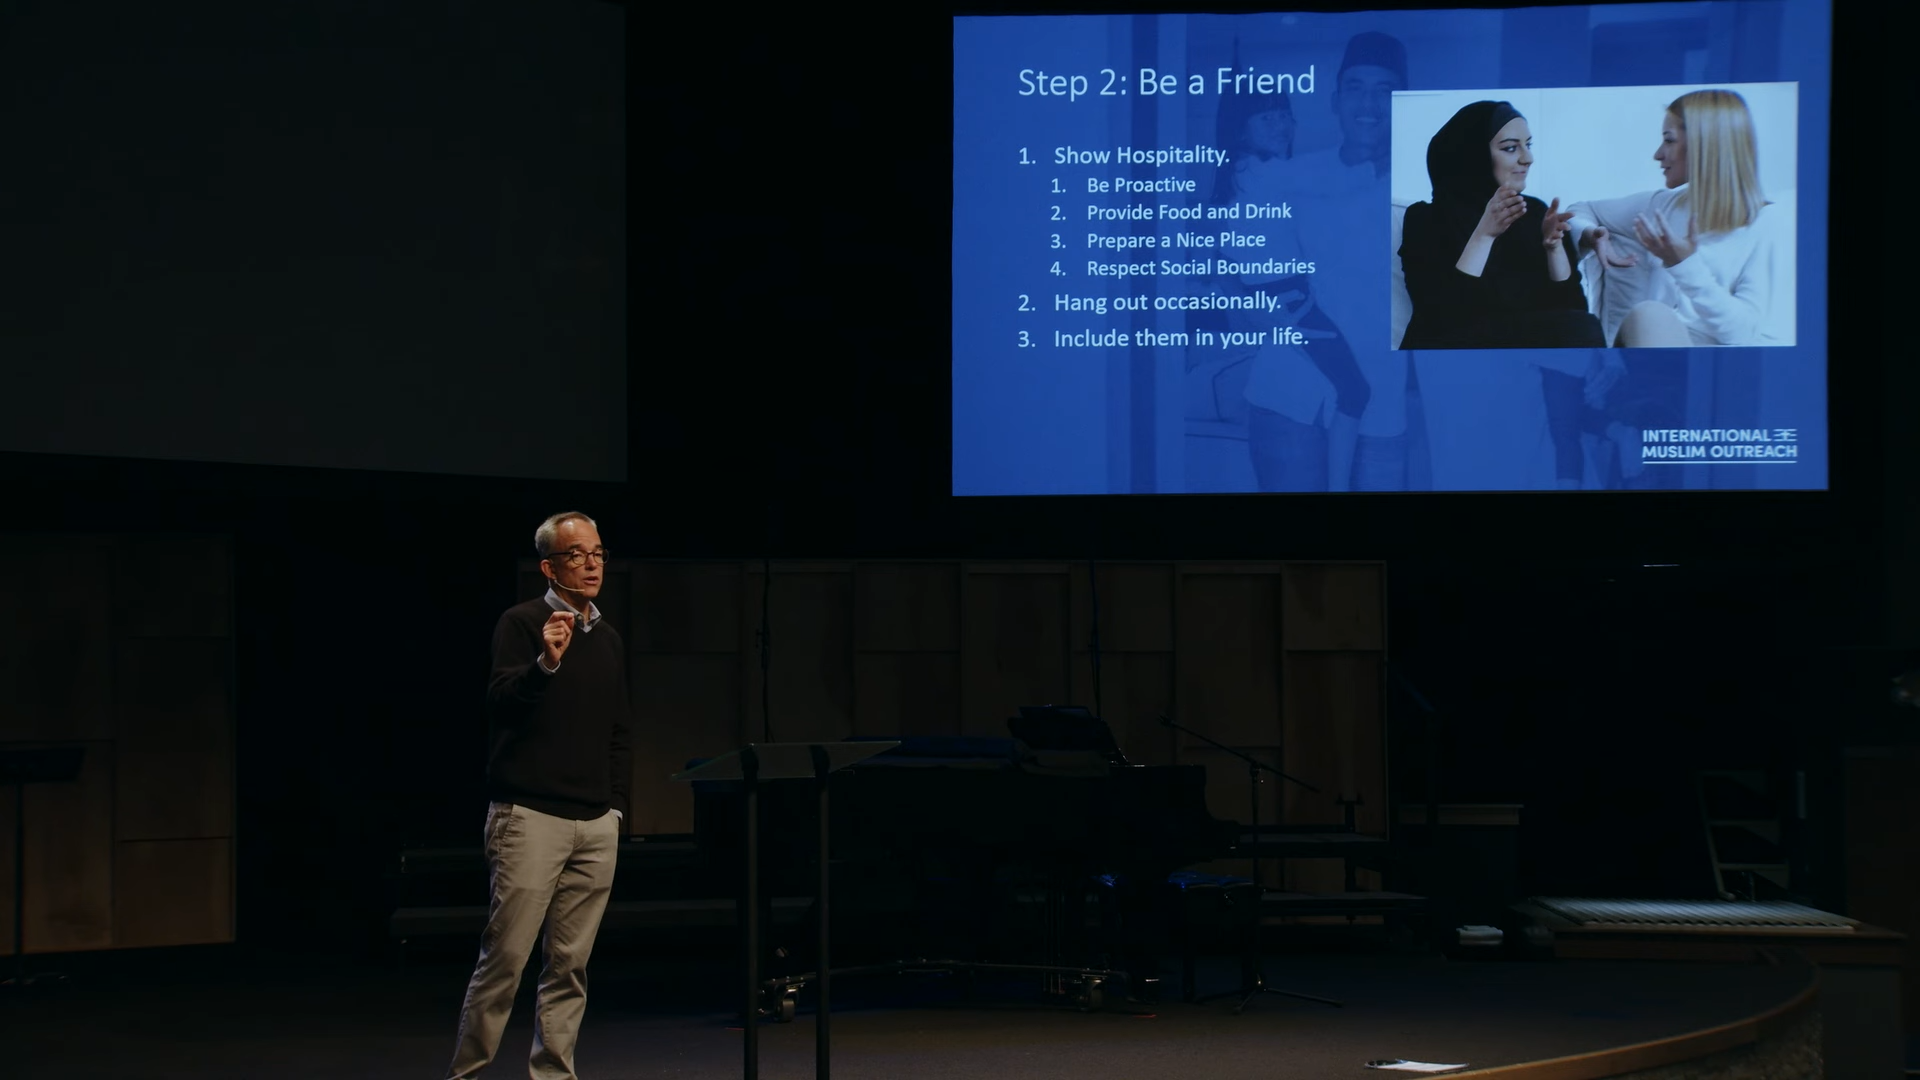 Step 2: Be a Friend
1. Show Hospitality.
1. Be Proactive
2. Provide Food and Drink
3. Prepare a Nice Place
4. Respect Social Boundaries
2. Hang out occasionally.
3. Include them in your life.
INTERNATIONAL
MUSLIM OUTREACH